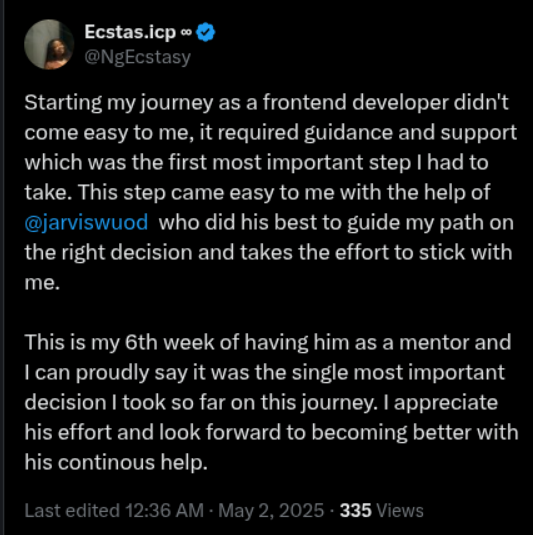 Ecstas.icp ∞
@NgEcstasy
Starting my journey as a frontend developer didn't
come easy to me, it required guidance and support
which was the first most important step I had to
take. This step came easy to me with the help of
@jarviswuod who did his best to guide my path on
the right decision and takes the effort to stick with
me.
This is my 6th week of having him as a mentor and
I can proudly say it was the single most important
decision I took so far on this journey. I appreciate
his effort and look forward to becoming better with
his continous help.
Last edited 12:36 AM · May 2, 2025 · 335 Views